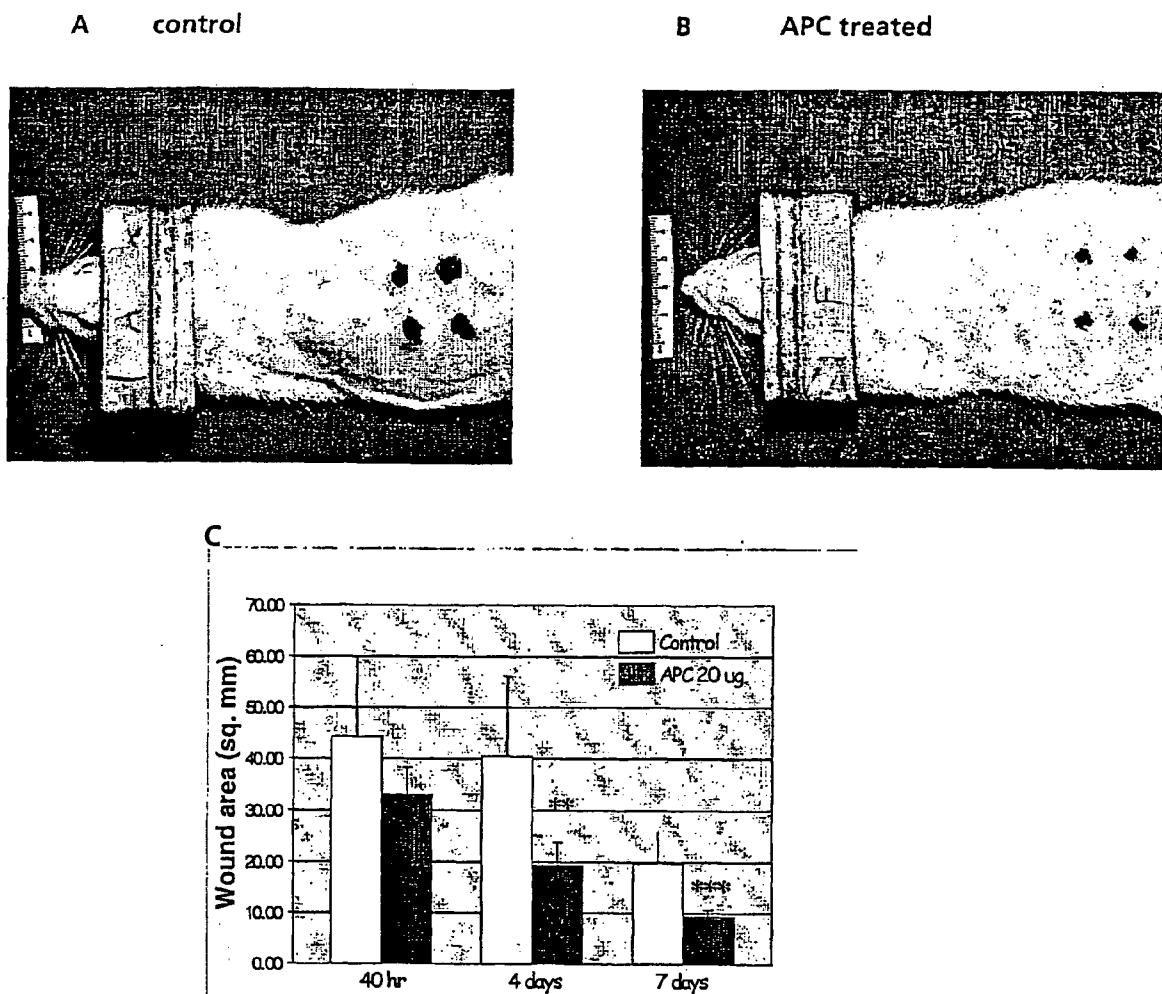 A control
B APC treated
C
Wound area (sq. mm)
70.00
60.00
50.00
40.00
30.00
20.00
10.00
0.00
Control
APC 20 ug
**
***
40 hr
4 days
7 days